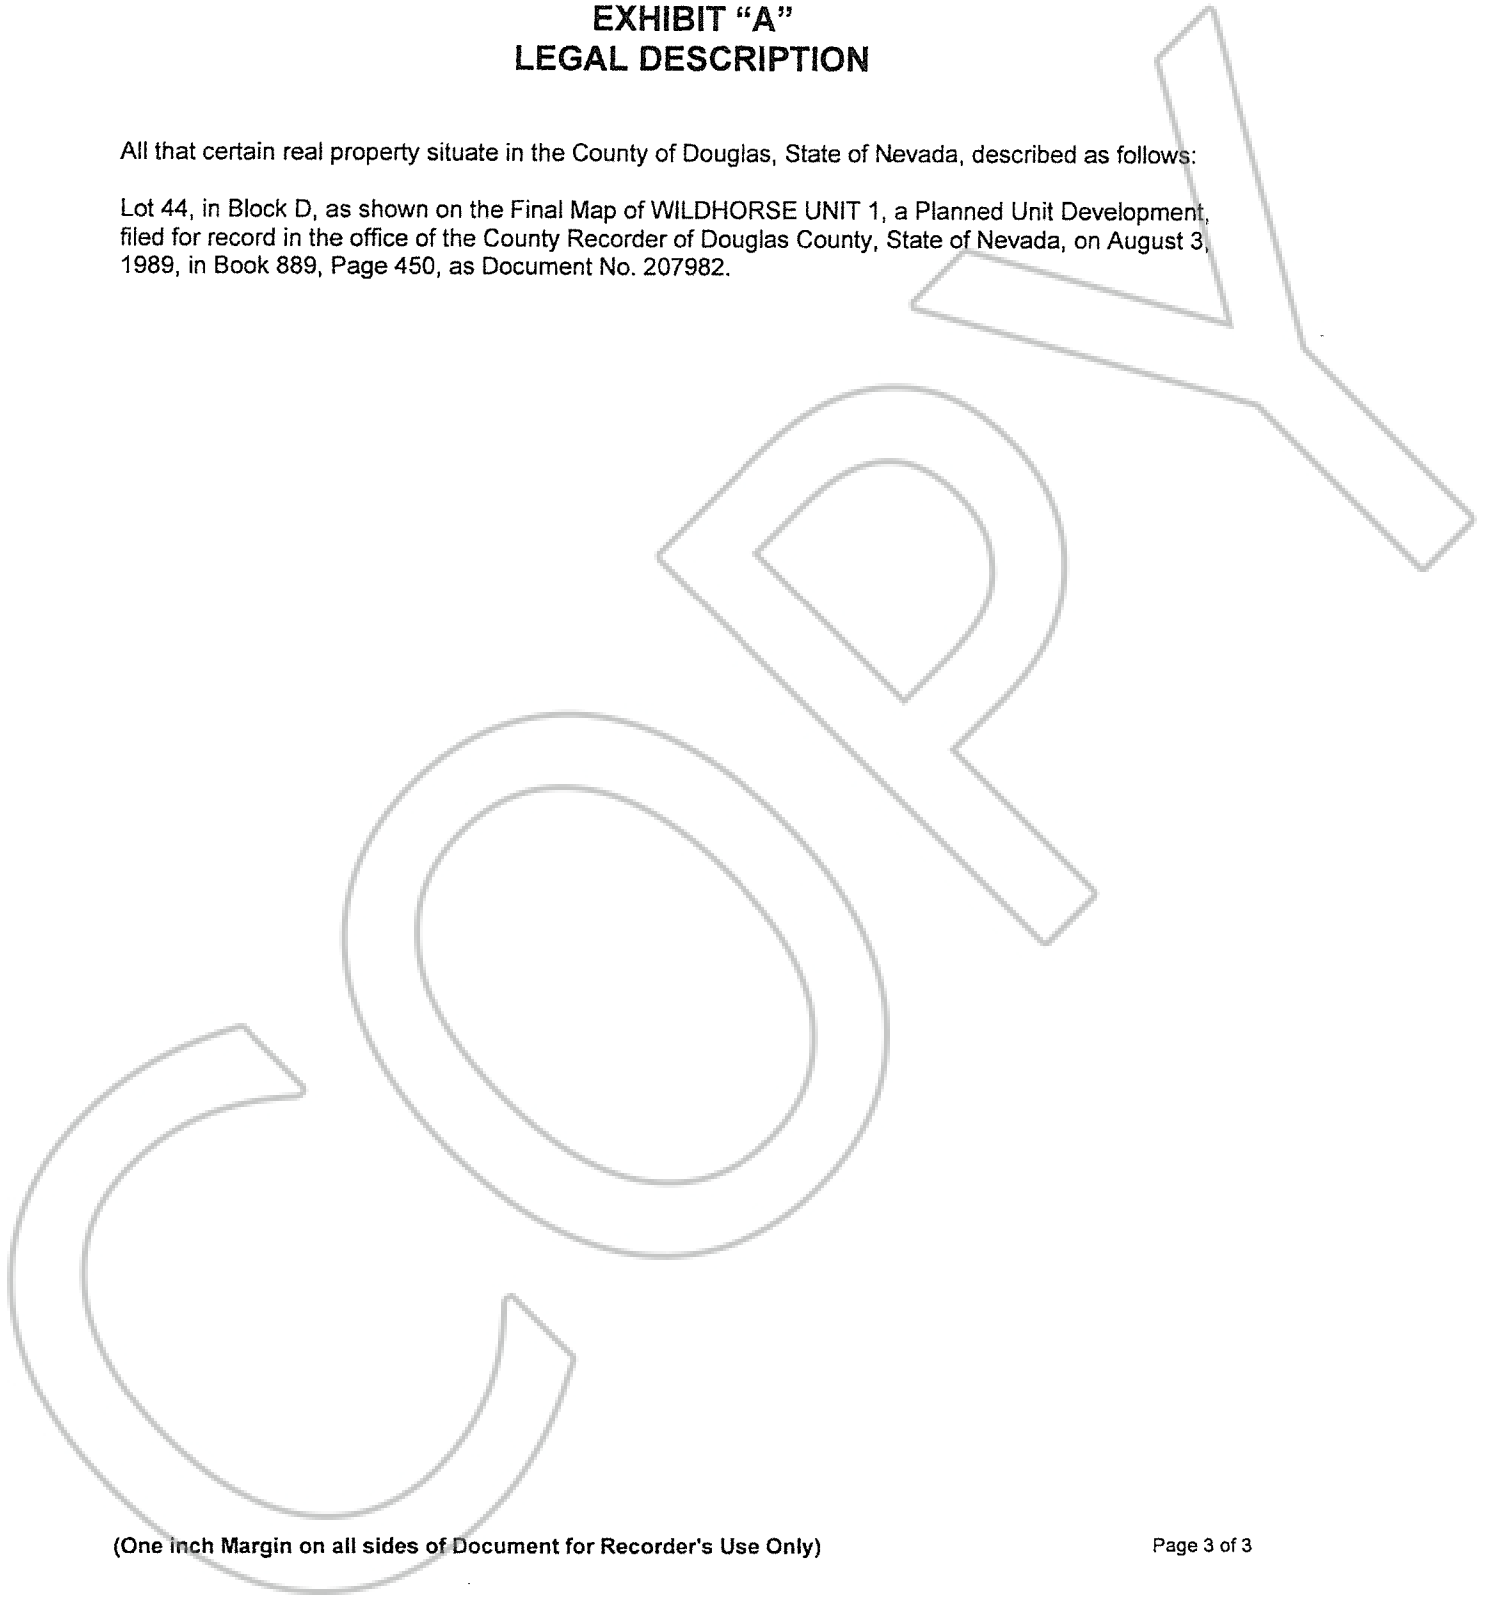 EXHIBIT “A”
LEGAL DESCRIPTION
All that certain real property situate in the County of Douglas, State of Nevada, described as follows:
Lot 44, in Block D, as shown on the Final Map of WILDHORSE UNIT 1, a Planned Unit Development,
filed for record in the office of the County Recorder of Douglas County, State of Nevada, on August 3,
1989, in Book 889, Page 450, as Document No. 207982.
COPY
(One inch Margin on all sides of Document for Recorder's Use Only)
Page 3 of 3